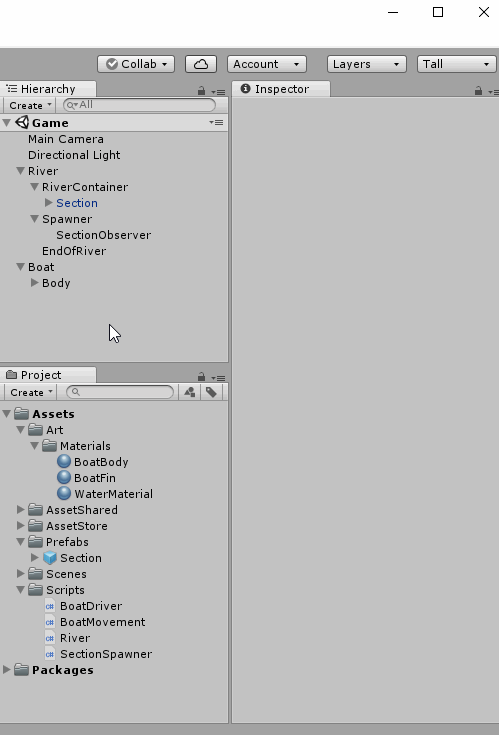 Collab Account Layers Tall
Hierarchy
Create All
Game
Main Camera
Directional Light
River
RiverContainer
Section
Spawner
SectionObserver
EndOfRiver
Boat
Body
Project
Create
Assets
Art
Materials
BoatBody
BoatFin
WaterMaterial
AssetShared
AssetStore
Prefabs
Section
Scenes
Scripts
C# BoatDriver
C# BoatMovement
C# River
C# SectionSpawner
Packages
Inspector